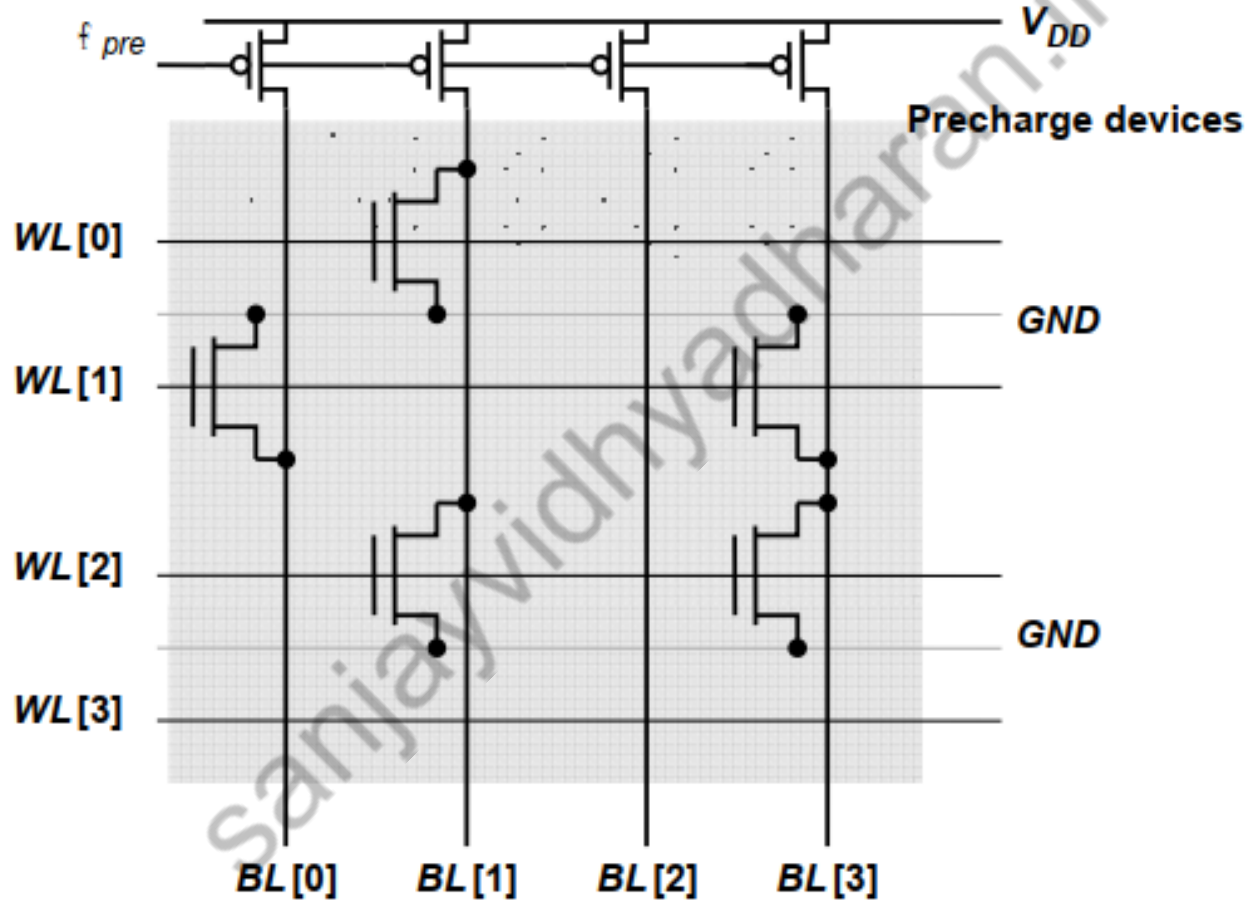 f pre
V DD
Precharge devices
WL[0]
GND
WL[1]
WL[2]
GND
WL[3]
BL[0] BL[1] BL[2] BL[3]
sanjayvidhyadharan.in